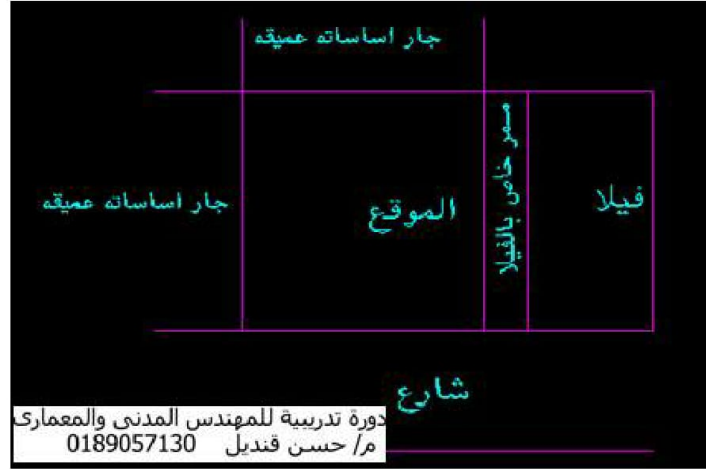 جار اساساته عميقه
جار اساساته عميقه
الموقع
ممر خاص بالفيلا
فيلا
شارع
دورة تدريبية للمهندس المدنى والمعمارى
م/ حسن قنديل 0189057130